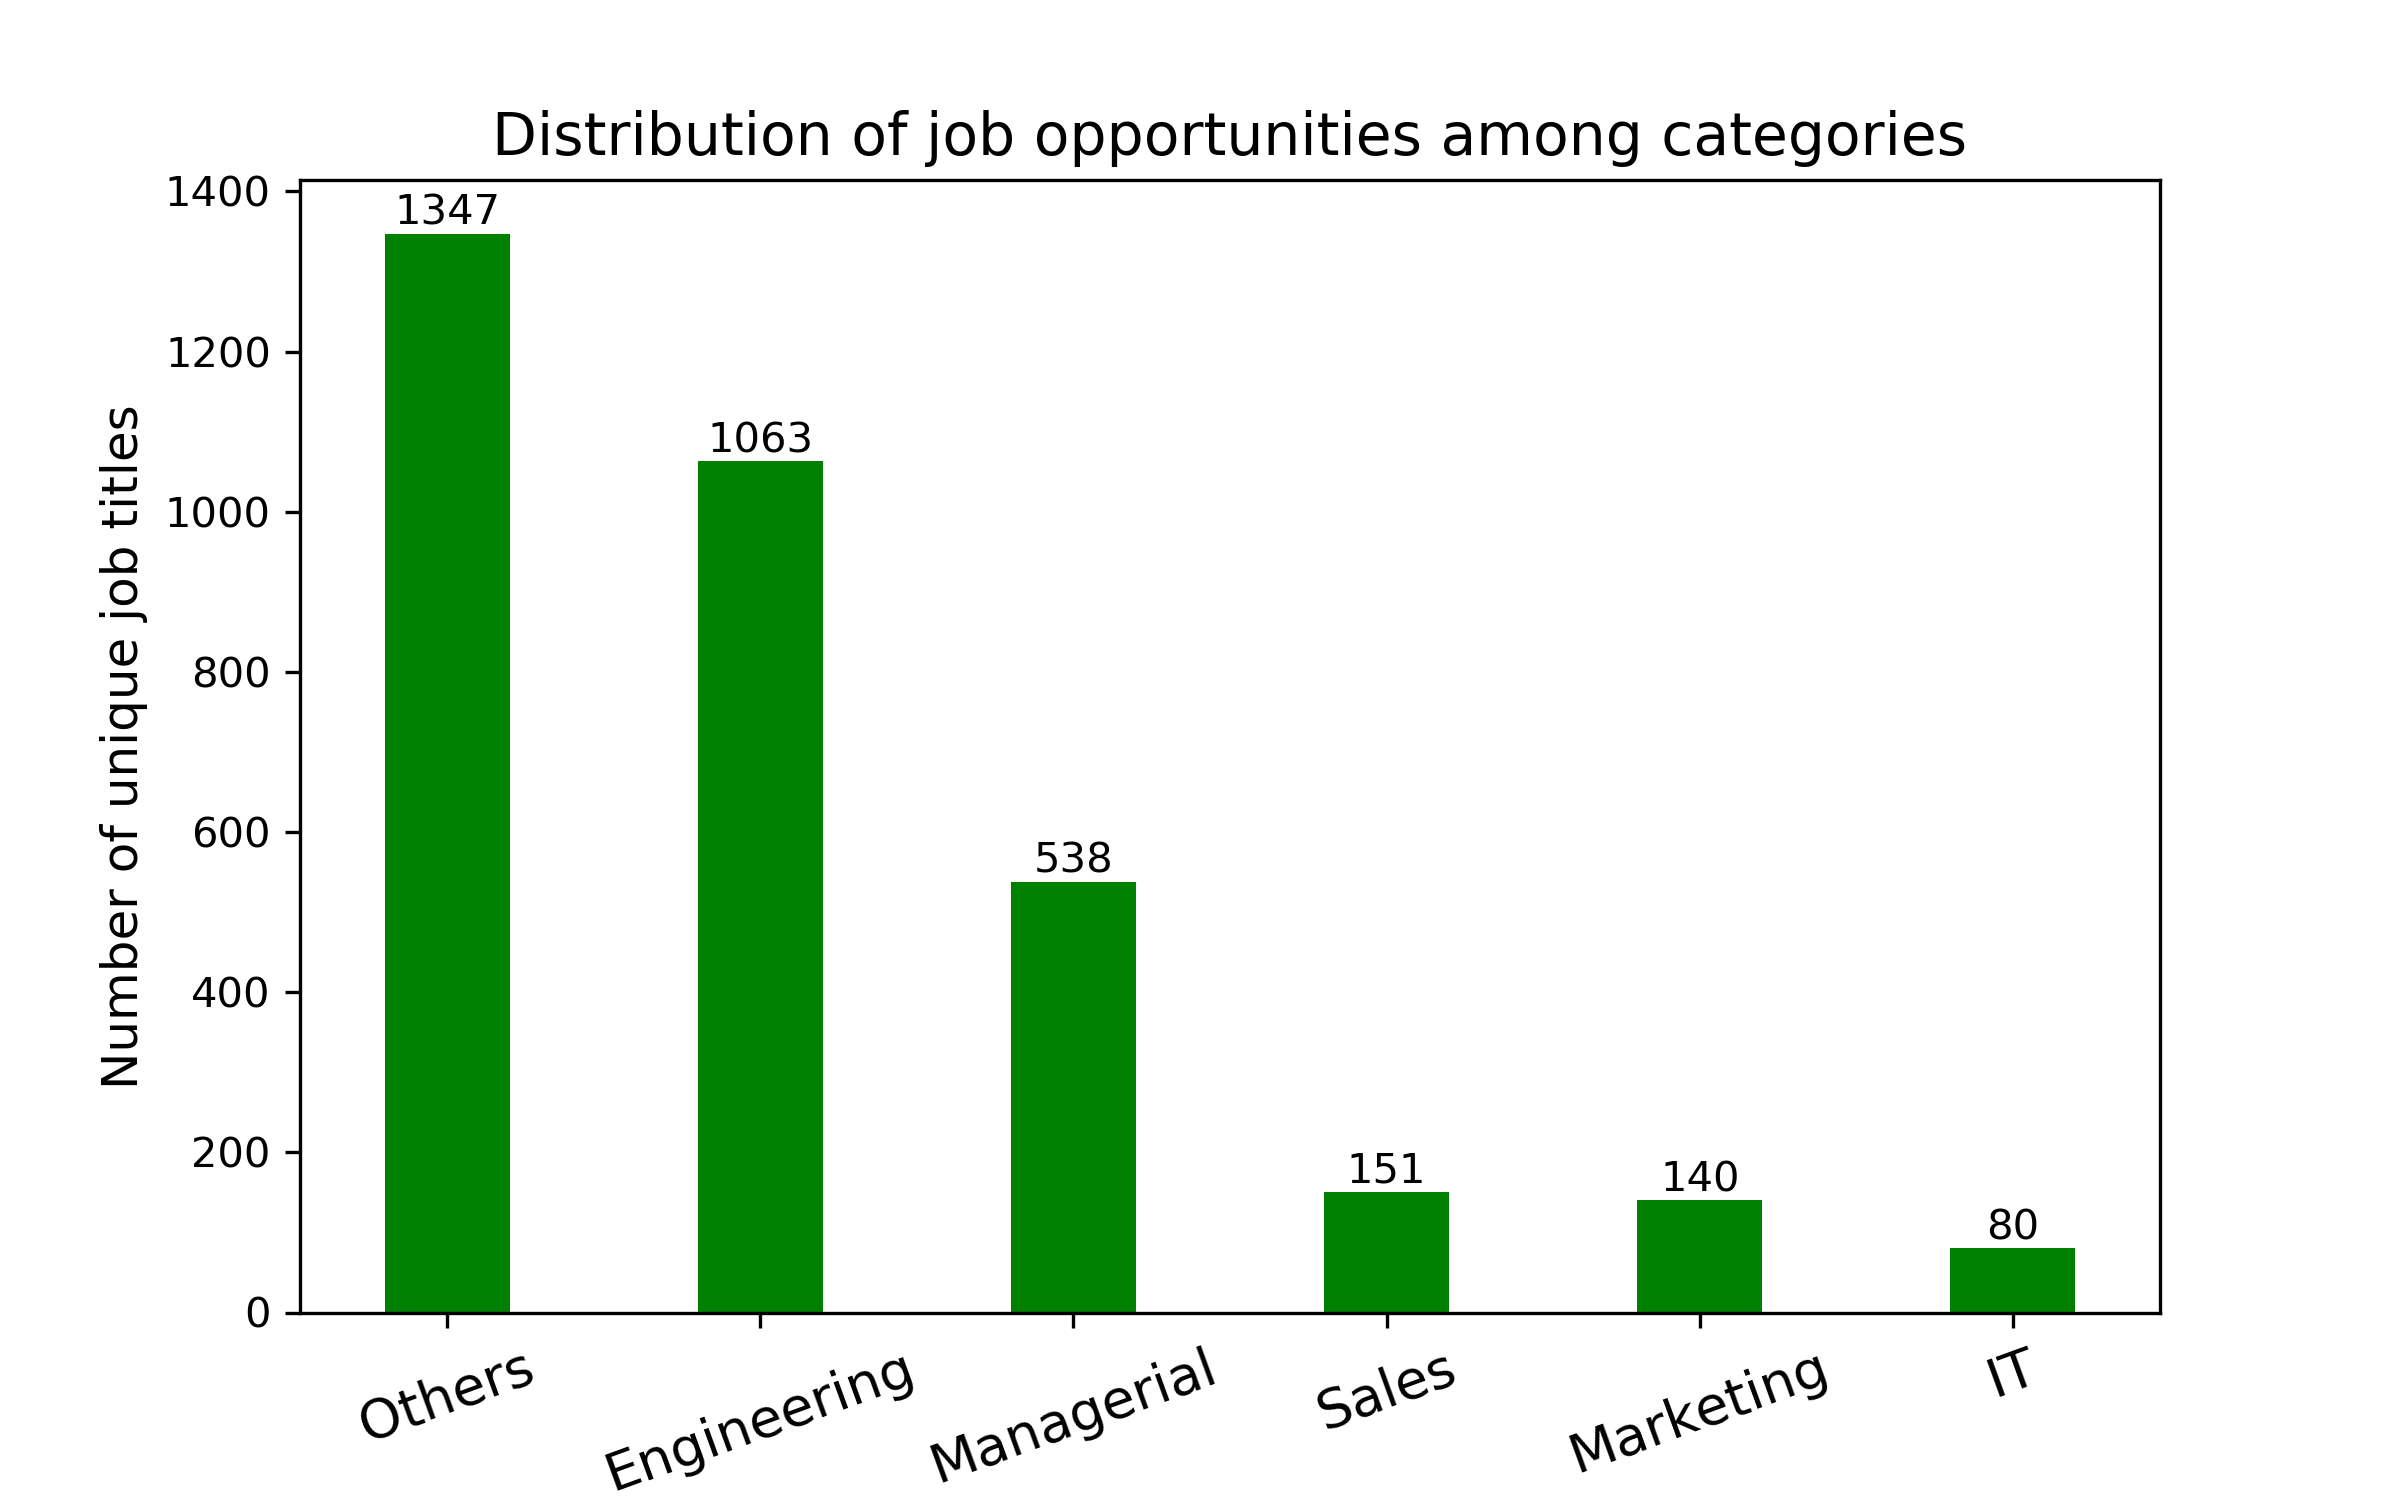 Distribution of job opportunities among categories
Number of unique job titles
1400
1200
1000
800
600
400
200
0
1347
1063
538
151
140
80
Others
Engineering
Managerial
Sales
Marketing
IT